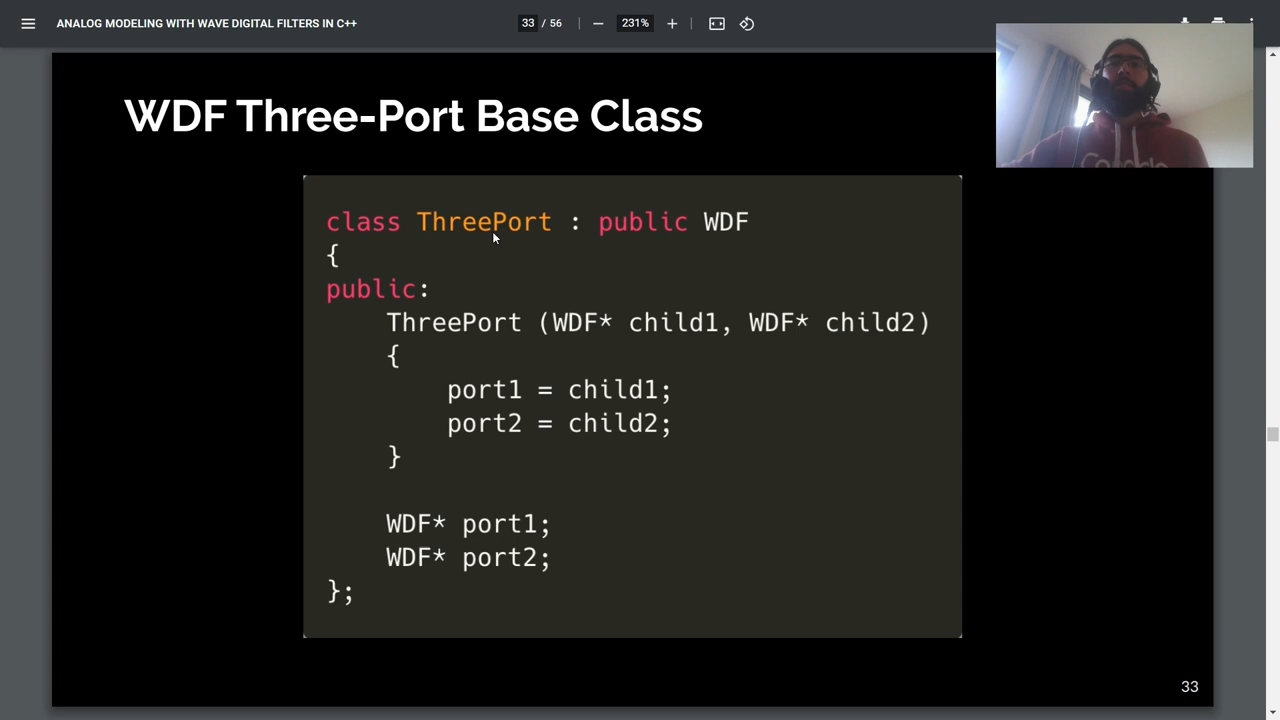 ANALOG MODELING WITH WAVE DIGITAL FILTERS IN C++
33 / 56
231%
WDF Three-Port Base Class
class ThreePort : public WDF
{
public:
    ThreePort (WDF* child1, WDF* child2)
    {
        port1 = child1;
        port2 = child2;
    }
    WDF* port1;
    WDF* port2;
};
33